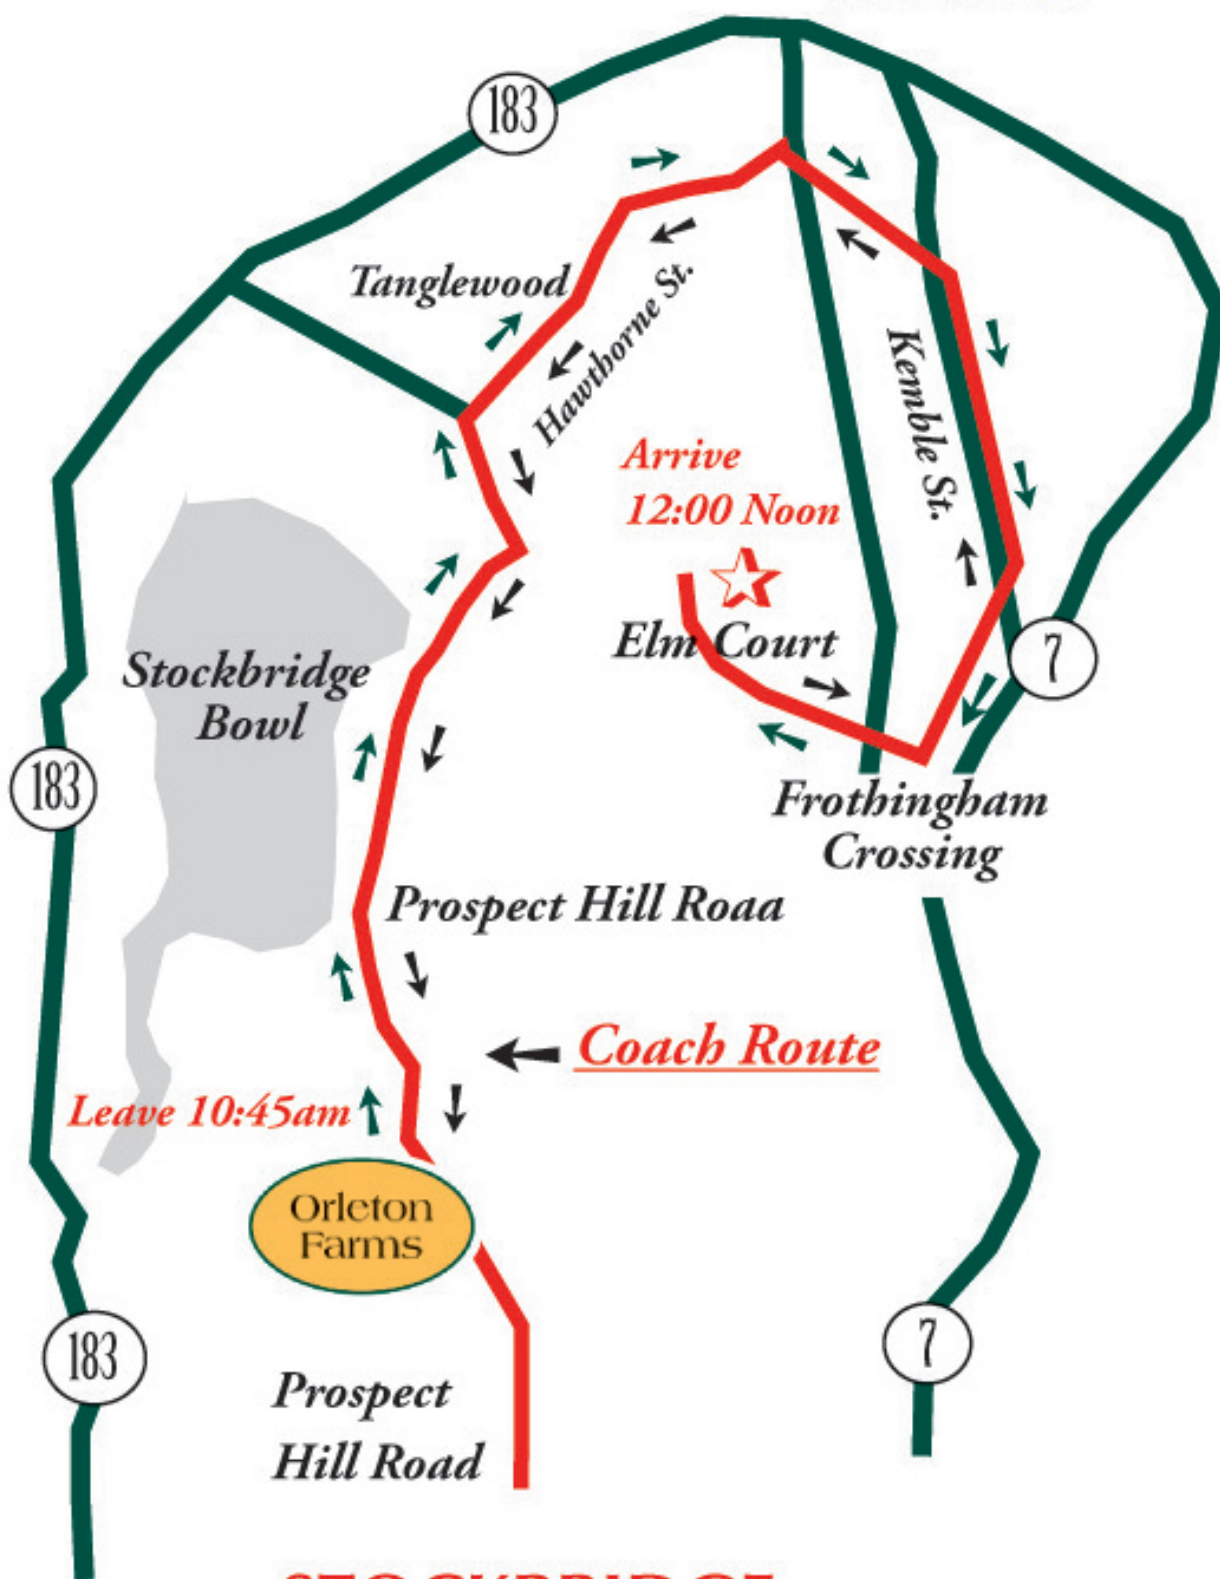 183
Tanglewood
Hawthorne St.
Kemble St.
Arrive
12:00 Noon
Elm Court
7
Stockbridge
Bowl
183
Frothingham
Crossing
Prospect Hill Roaa
Coach Route
Leave 10:45am
Orleton
Farms
183
7
Prospect
Hill Road
STOCKBRIDGE